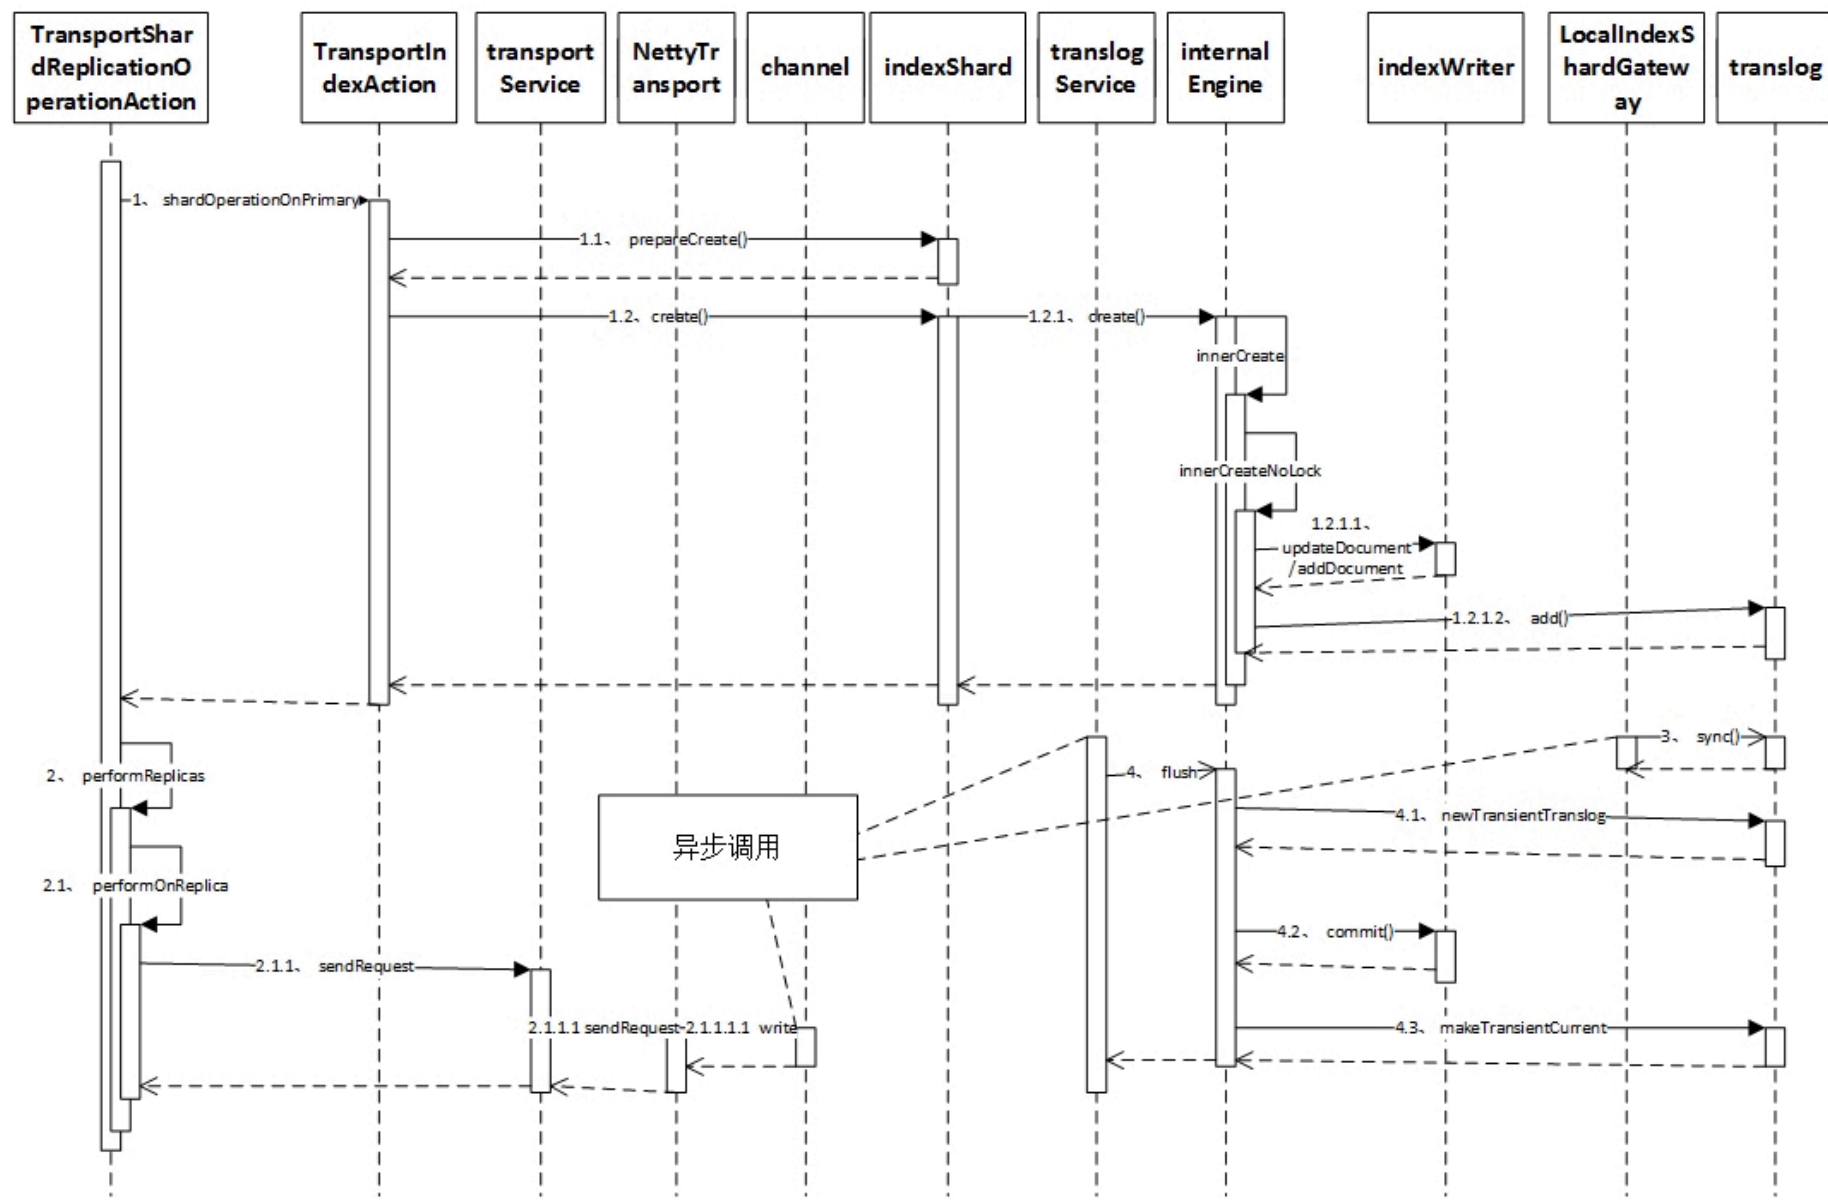 TransportShar
dReplicationO
perationAction
TransportIn
dexAction
transport
Service
NettyTr
ansport
channel
indexShard
translog
Service
internal
Engine
indexWriter
LocalIndexS
hardGatew
ay
translog
1、 shardOperationOnPrimary
1.1、 prepareCreate()
1.2、 create()
1.2.1、 create()
innerCreate
innerCreateNoLock
1.2.1.1、
updateDocument
/addDocument
1.2.1.2、 add()
3、 sync()
2、 performReplicas
4、 flush
4.1、 newTransientTranslog
异步调用
2.1、 performOnReplica
4.2、 commit()
2.1.1、 sendRequest
2.1.1.1 sendRequest
2.1.1.1.1 write
4.3、 makeTransientCurrent